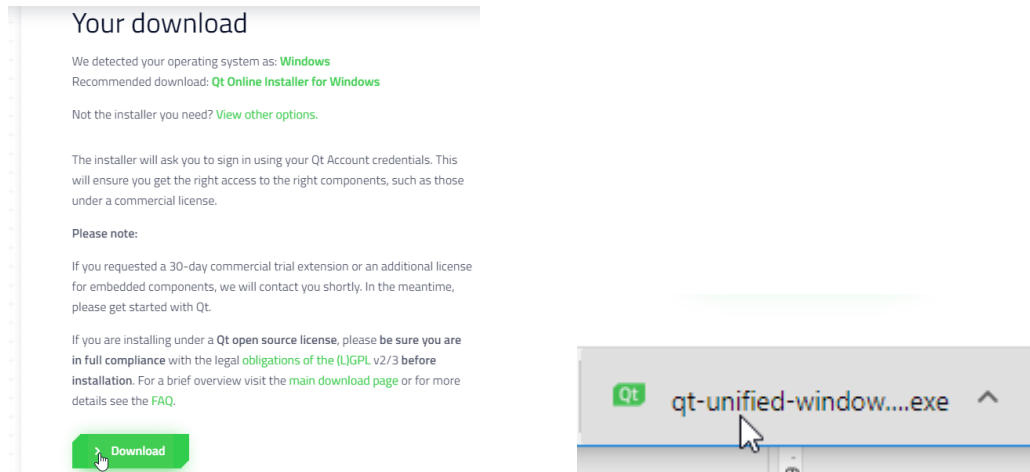 Your download
We detected your operating system as: Windows
Recommended download: Qt Online Installer for Windows
Not the installer you need? View other options.
The installer will ask you to sign in using your Qt Account credentials. This
will ensure you get the right access to the right components, such as those
under a commercial license.
Please note:
If you requested a 30-day commercial trial extension or an additional license
for embedded components, we will contact you shortly. In the meantime,
please get started with Qt.
If you are installing under a Qt open source license, please be sure you are
in full compliance with the legal obligations of the (L)GPL v2/3 before
installation. For a brief overview visit the main download page or for more
details see the FAQ.
Download
Qt qt-unified-window....exe